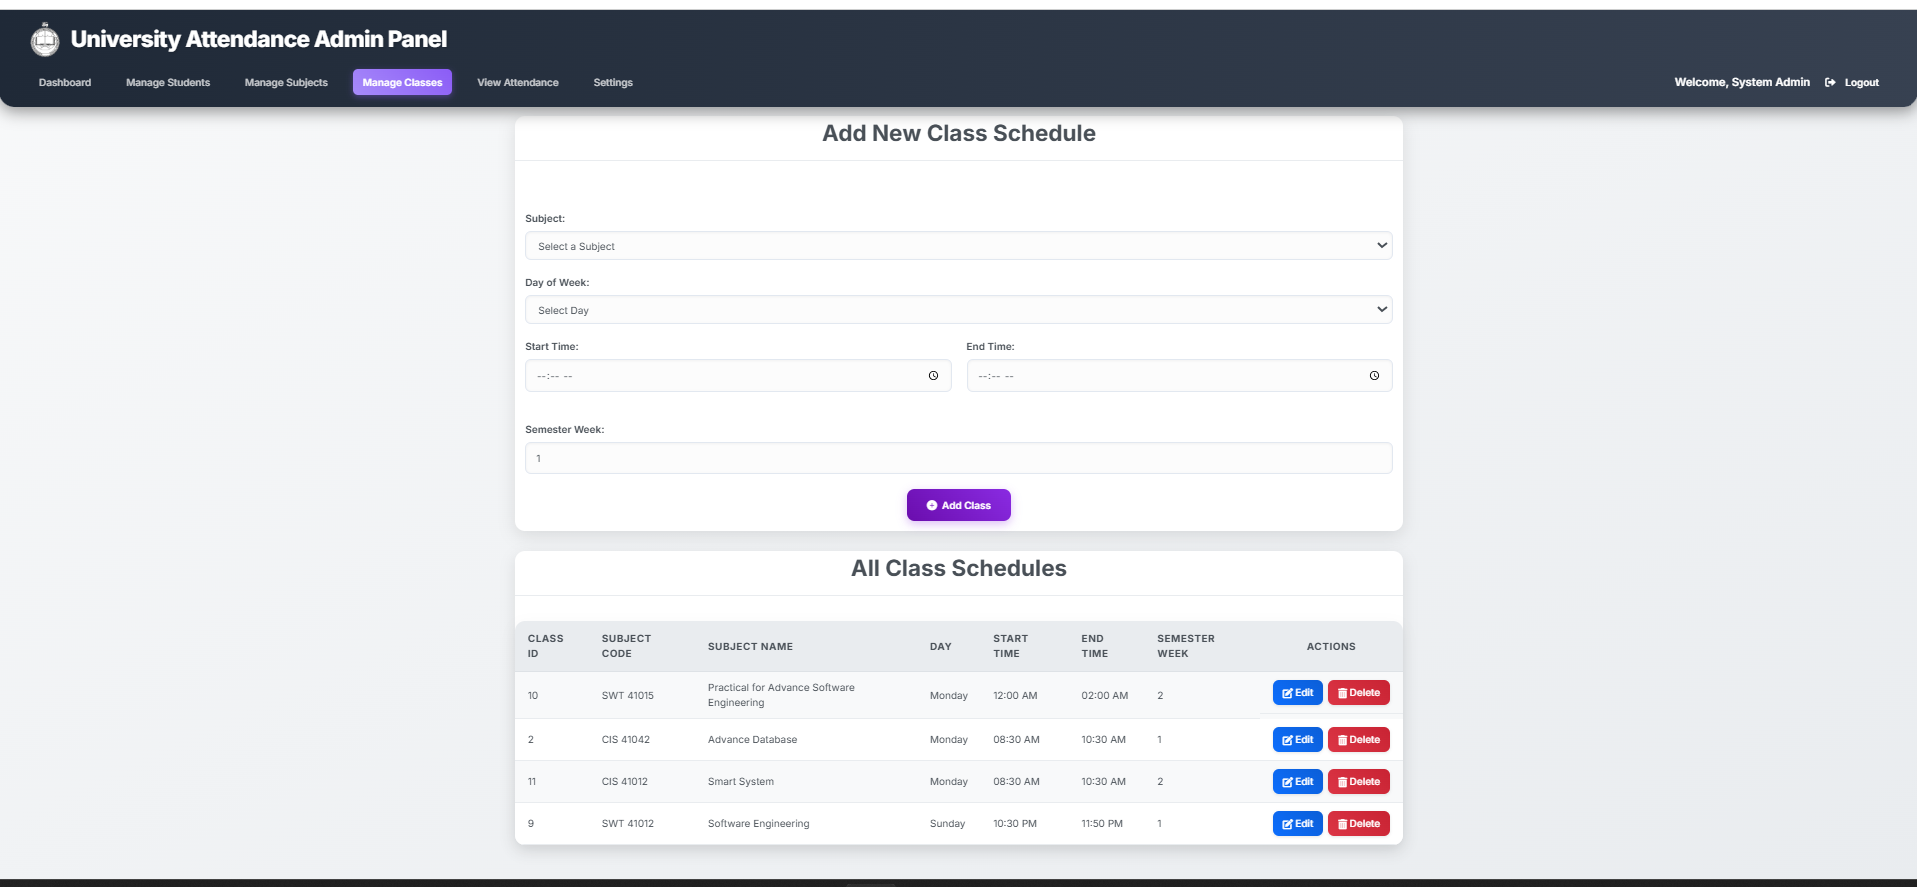 University Attendance Admin Panel
Dashboard Manage Students Manage Subjects Manage Classes View Attendance Settings Welcome, System Admin Logout
Add New Class Schedule
Subject:
Select a Subject
Day of Week:
Select Day
Start Time: End Time:
--:-- -- --:-- --
Semester Week:
1
Add Class
All Class Schedules
CLASS ID SUBJECT CODE SUBJECT NAME DAY START TIME END TIME SEMESTER WEEK ACTIONS
10 SWT 41015 Practical for Advance Software Engineering Monday 12:00 AM 02:00 AM 2 Edit Delete
2 CIS 41042 Advance Database Monday 08:30 AM 10:30 AM 1 Edit Delete
11 CIS 41012 Smart System Monday 08:30 AM 10:30 AM 2 Edit Delete
9 SWT 41012 Software Engineering Sunday 10:30 PM 11:50 PM 1 Edit Delete